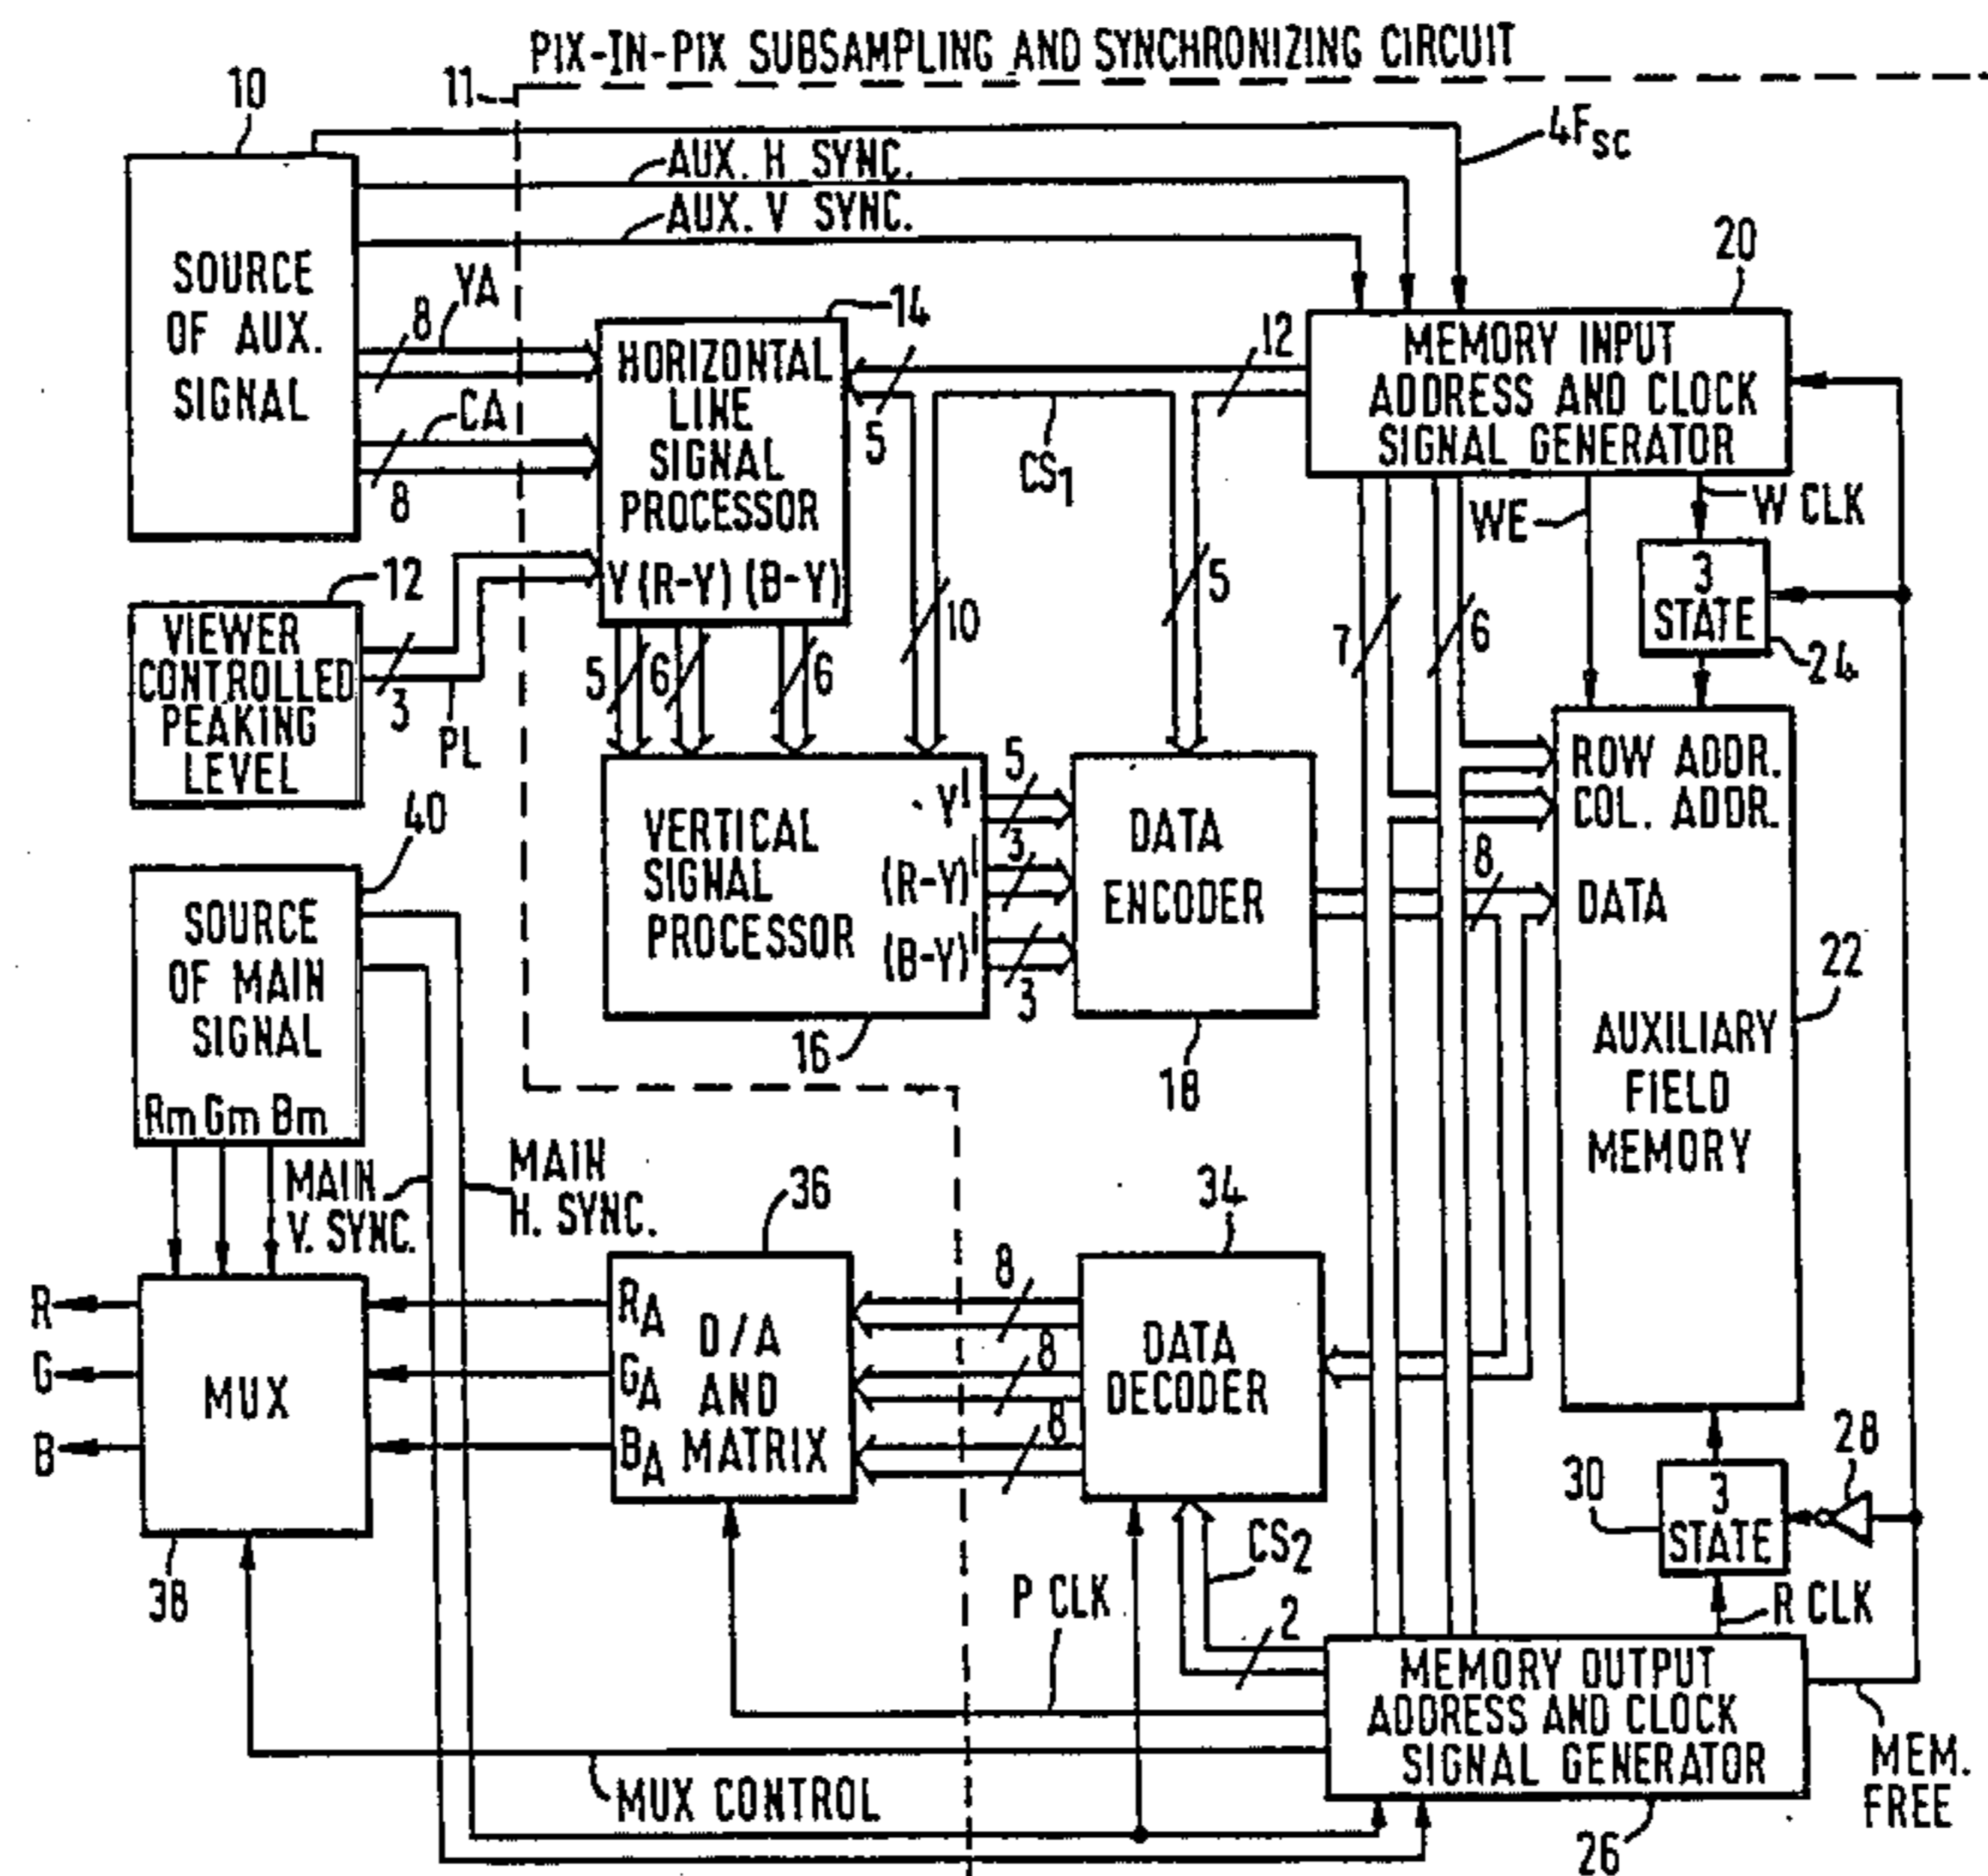 PIX-IN-PIX SUBSAMPLING AND SYNCHRONIZING CIRCUIT
11
10
4FSC
AUX. H SYNC.
AUX. V SYNC.
SOURCE
OF AUX.
SIGNAL
YA
8
CA
8
14
HORIZONTAL
LINE
SIGNAL
PROCESSOR
Y (R-Y) (B-Y)
5
12
CS1
20
MEMORY INPUT
ADDRESS AND CLOCK
SIGNAL GENERATOR
WE
W CLK
3
STATE
24
12
VIEWER
CONTROLLED
PEAKING
LEVEL
3
PL
5
6
6
10
5
7
6
VERTICAL
SIGNAL
PROCESSOR
Y'
(R-Y)'
(B-Y)'
16
5
3
3
DATA
ENCODER
18
8
ROW ADDR.
COL. ADDR.
DATA
AUXILIARY
FIELD
MEMORY
22
40
SOURCE
OF MAIN
SIGNAL
Rm Gm Bm
MAIN
V. SYNC.
MAIN
H. SYNC.
R
G
B
MUX
38
36
RA
GA
BA
D/A
AND
MATRIX
8
8
8
34
DATA
DECODER
28
30
3
STATE
R CLK
CS2
2
P CLK
MEMORY OUTPUT
ADDRESS AND CLOCK
SIGNAL GENERATOR
26
MEM.
FREE
MUX CONTROL